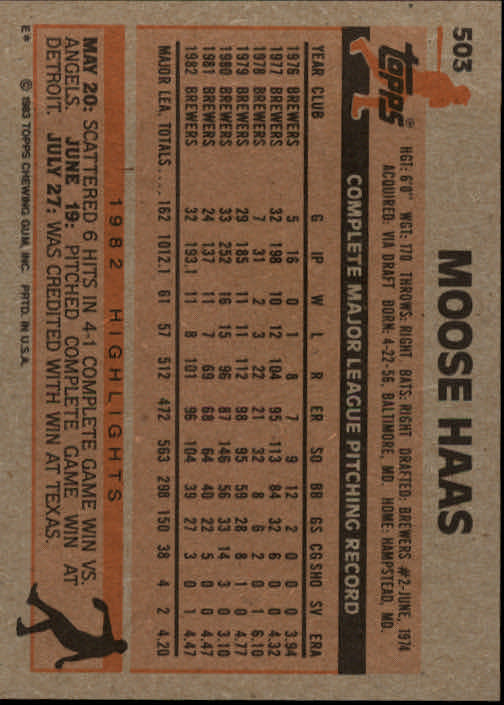 503
Topps®
MOOSE HAAS
HGT: 6'0" WGT: 170 THROWS: RIGHT BATS: RIGHT DRAFTED: BREWERS #2-JUNE, 1974
ACQUIRED: VIA DRAFT BORN: 4-22-56, BALTIMORE, MD. HOME: HAMPSTEAD, MD.
COMPLETE MAJOR LEAGUE PITCHING RECORD
YEAR CLUB G IP W L R ER SO BB GS CG SHO SV ERA
1976 BREWERS 5 16 0 1 8 7 9 12 2 0 0 0 3.94
1977 BREWERS 32 198 10 12 104 95 113 84 32 6 0 0 4.32
1978 BREWERS 7 31 2 3 22 21 32 8 6 2 0 1 6.10
1979 BREWERS 29 185 11 11 112 98 95 59 28 8 1 0 4.77
1980 BREWERS 33 252 16 15 96 87 146 56 33 14 3 0 3.10
1981 BREWERS 24 137 11 7 69 68 64 40 22 5 0 0 4.47
1982 BREWERS 32 193.1 11 8 101 96 104 39 27 3 0 1 4.47
MAJOR LEA. TOTALS.... 162 1012.1 61 57 512 472 563 298 150 38 4 2 4.20
1982 HIGHLIGHTS
MAY 20: SCATTERED 6 HITS IN 4-1 COMPLETE GAME WIN VS.
ANGELS. JUNE 19: PITCHED COMPLETE GAME WIN AT
DETROIT. JULY 27: WAS CREDITED WITH WIN AT TEXAS.
E* © 1983 TOPPS CHEWING GUM, INC. PRTD. IN U.S.A.